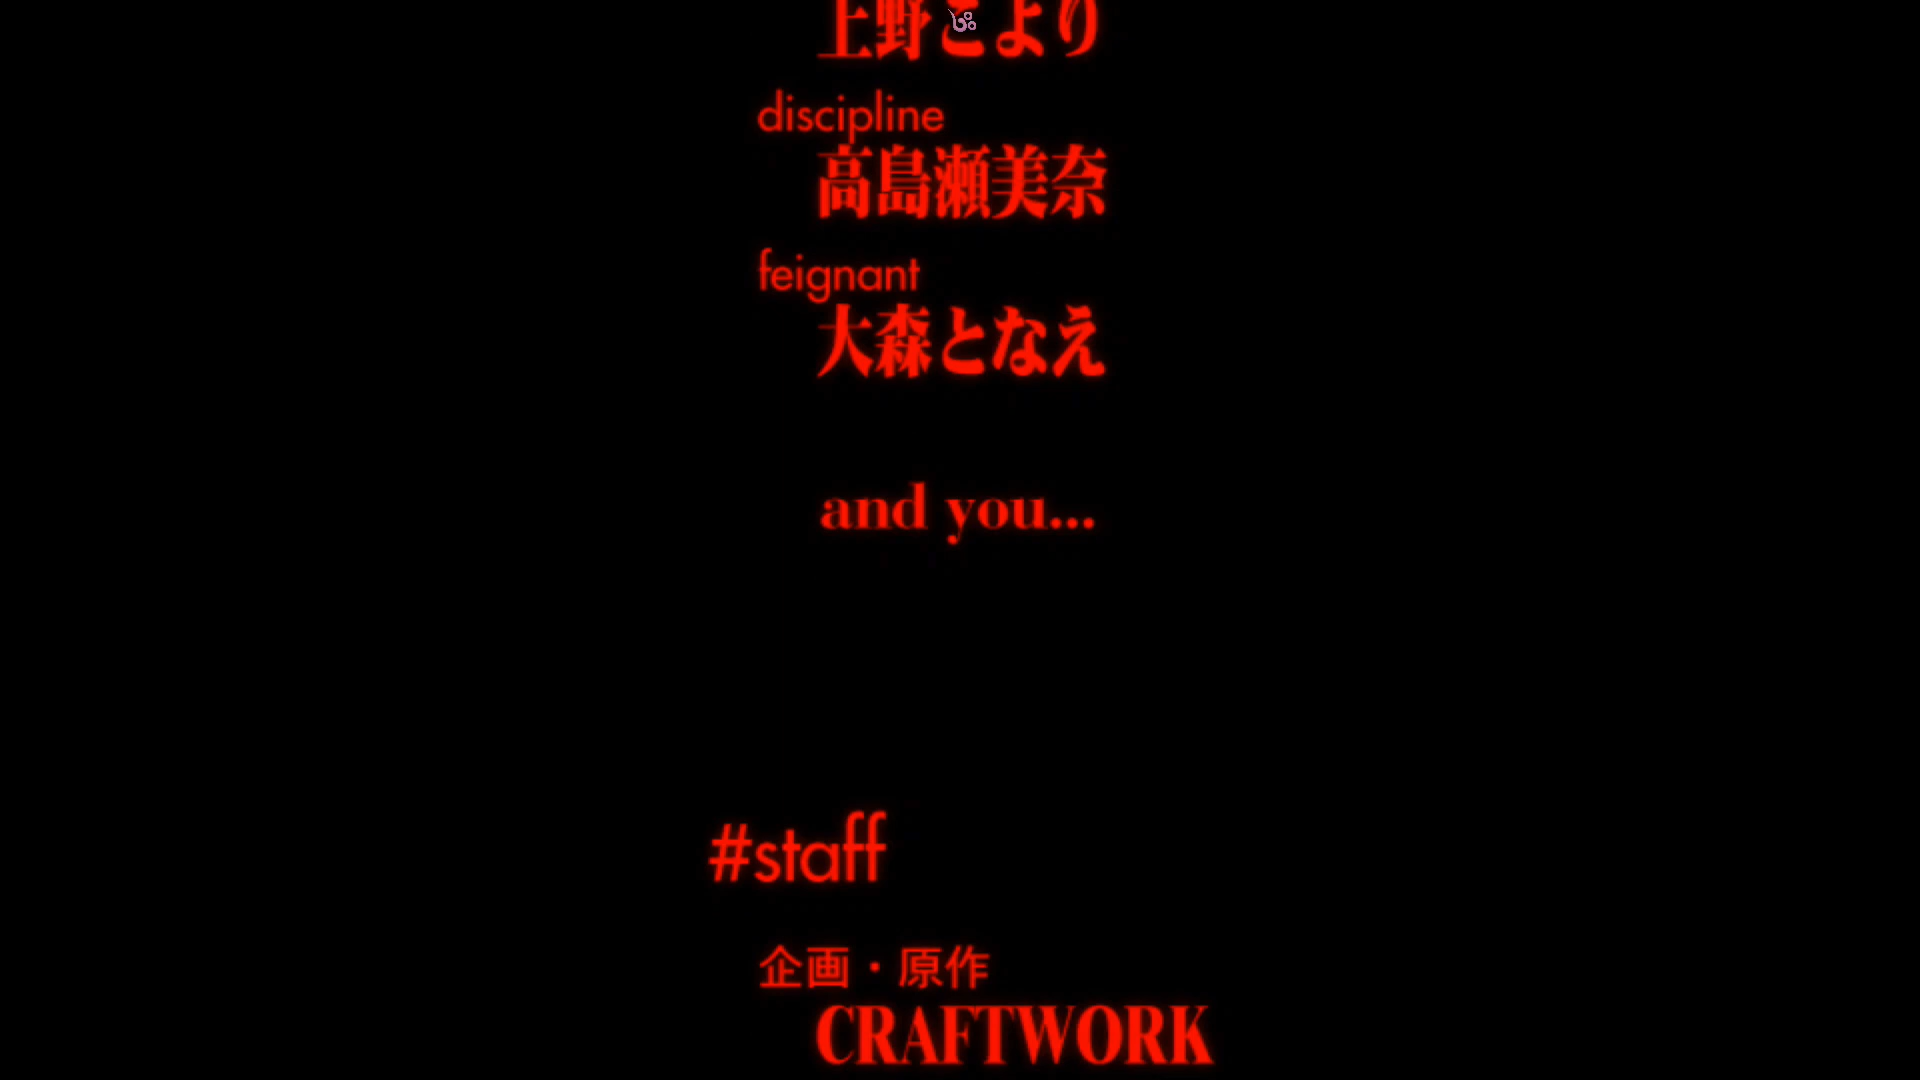 上野こより
discipline
高島瀬美奈
feignant
大森となえ
and you...
#staff
企画・原作
CRAFTWORK